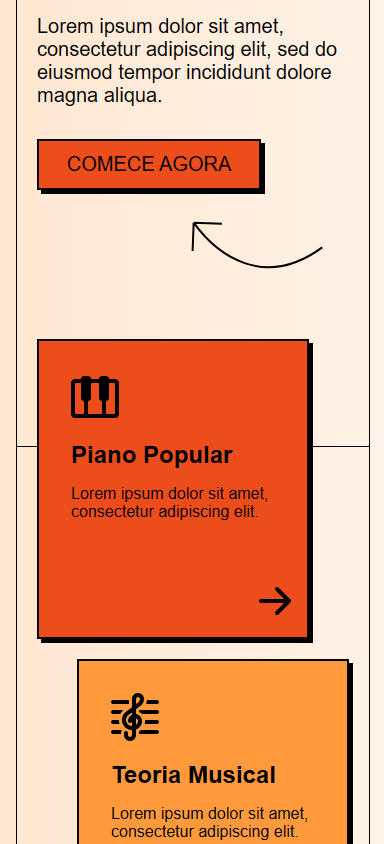 Lorem ipsum dolor sit amet,
consectetur adipiscing elit, sed do
eiusmod tempor incididunt dolore
magna aliqua.
COMECE AGORA
Piano Popular
Lorem ipsum dolor sit amet,
consectetur adipiscing elit.
Teoria Musical
Lorem ipsum dolor sit amet,
consectetur adipiscing elit.